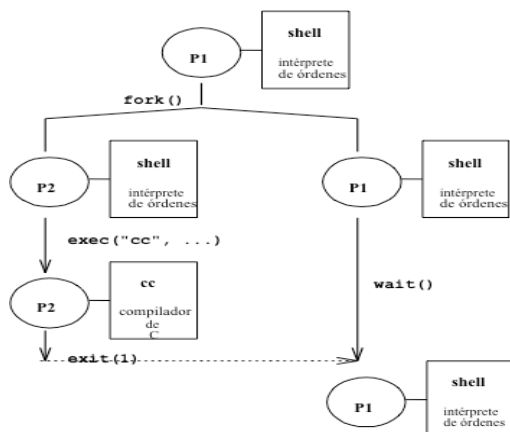 P1
shell
intérprete
de órdenes
fork()
P2
shell
intérprete
de órdenes
P1
shell
intérprete
de órdenes
exec("cc", ...)
P2
cc
compilador
de
C
wait()
exit(1)
P1
shell
intérprete
de órdenes